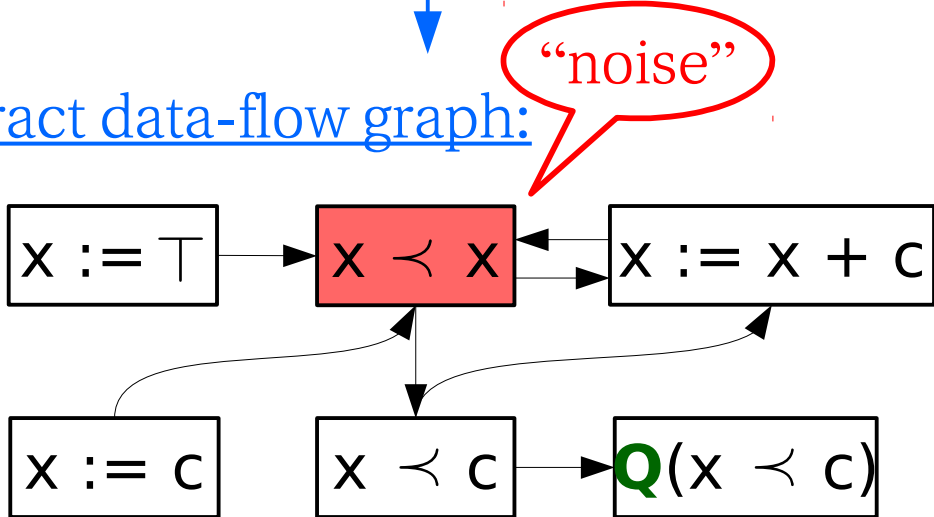 “noise”
ract data-flow graph:
x := ⊤
x ≺ x
x := x + c
x := c
x ≺ c
Q(x ≺ c)